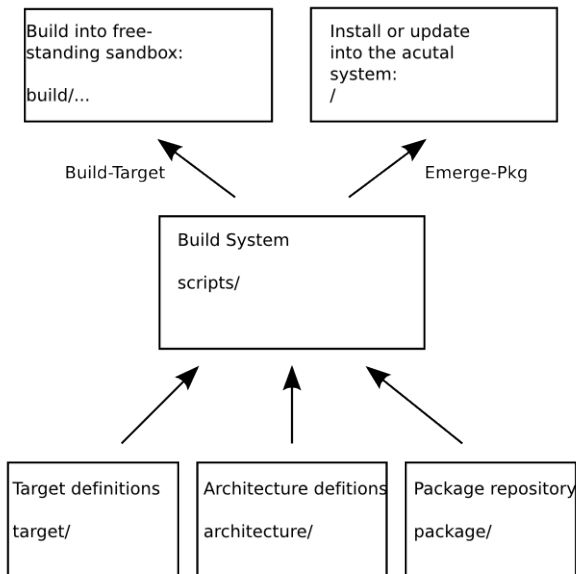 Build into free-
standing sandbox:
build/...
Install or update
into the acutal
system:
/
Build-Target
Emerge-Pkg
Build System
scripts/
Target definitions
target/
Architecture defitions
architecture/
Package repository
package/